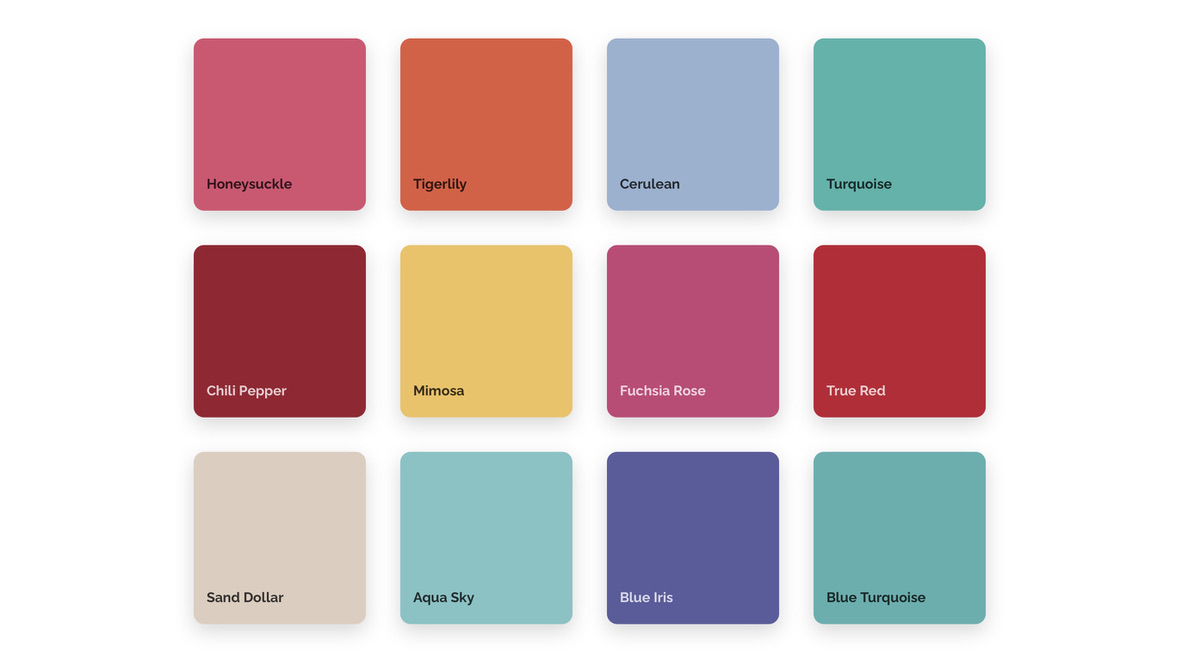 Honeysuckle
Tigerlily
Cerulean
Turquoise
Chili Pepper
Mimosa
Fuchsia Rose
True Red
Sand Dollar
Aqua Sky
Blue Iris
Blue Turquoise